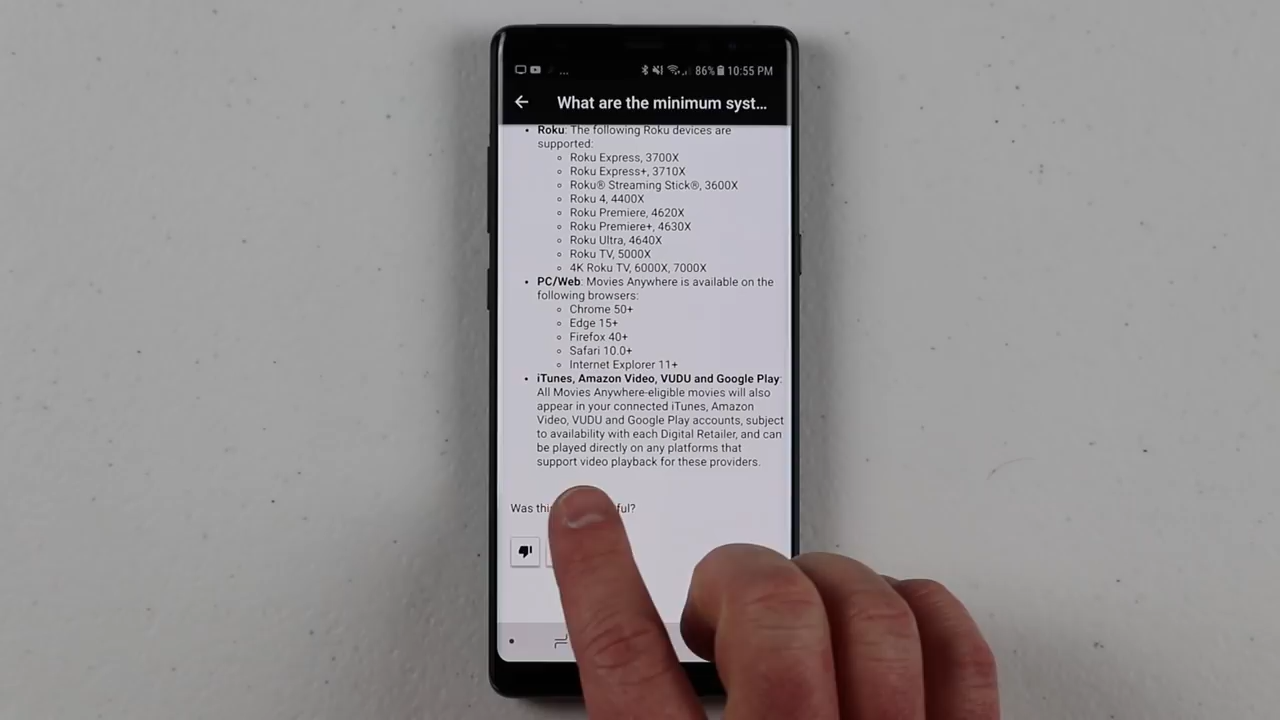 ... 86% 10:55 PM
What are the minimum syst...
• Roku: The following Roku devices are
supported:
Roku Express, 3700X
Roku Express+, 3710X
Roku® Streaming Stick®, 3600X
Roku 4, 4400X
Roku Premiere, 4620X
Roku Premiere+, 4630X
Roku Ultra, 4640X
Roku TV, 5000X
4K Roku TV, 6000X, 7000X
• PC/Web: Movies Anywhere is available on the
following browsers:
Chrome 50+
Edge 15+
Firefox 40+
Safari 10.0+
Internet Explorer 11+
• iTunes, Amazon Video, VUDU and Google Play:
All Movies Anywhere-eligible movies will also
appear in your connected iTunes, Amazon
Video, VUDU and Google Play accounts, subject
to availability with each Digital Retailer, and can
be played directly on any platforms that
support video playback for these providers.
Was